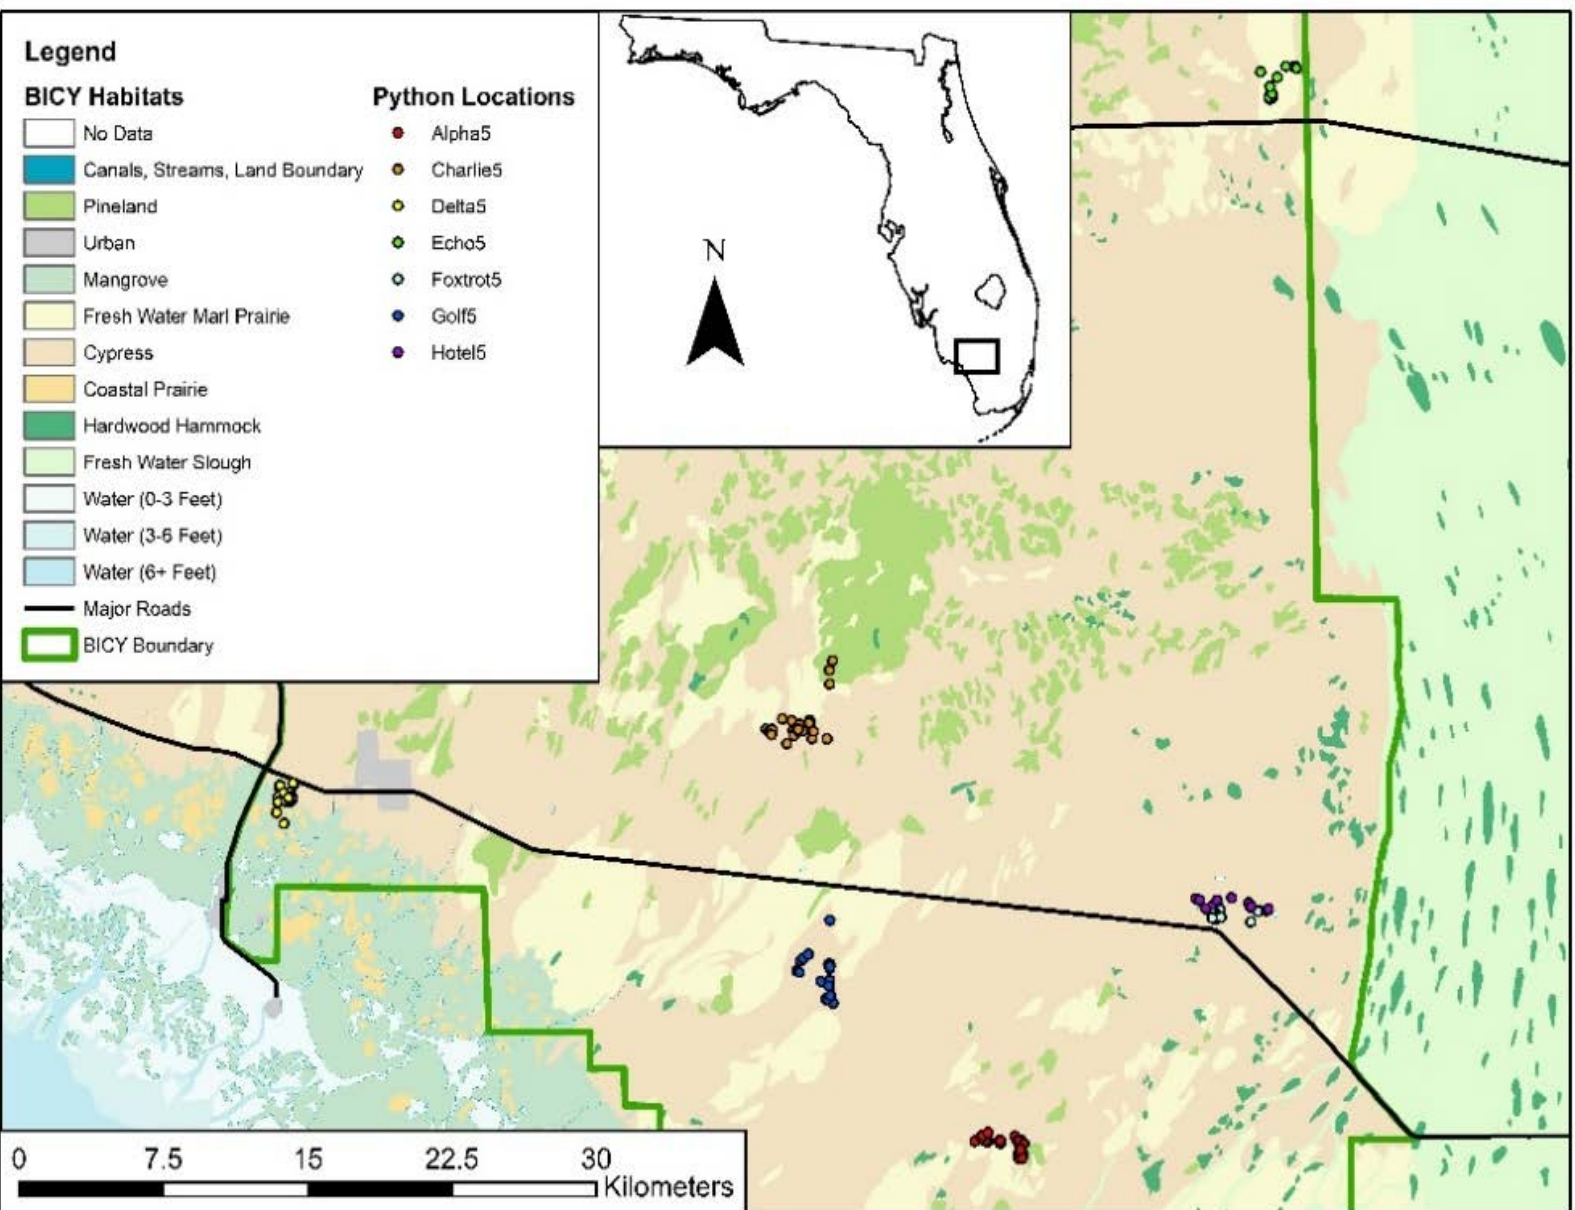 Legend
BICY Habitats
No Data
Canals, Streams, Land Boundary
Pineland
Urban
Mangrove
Fresh Water Marl Prairie
Cypress
Coastal Prairie
Hardwood Hammock
Fresh Water Slough
Water (0-3 Feet)
Water (3-6 Feet)
Water (6+ Feet)
Major Roads
BICY Boundary
Python Locations
Alpha5
Charlie5
Delta5
Echo5
Foxtrot5
Golf5
Hotel5
N
0 7.5 15 22.5 30
Kilometers